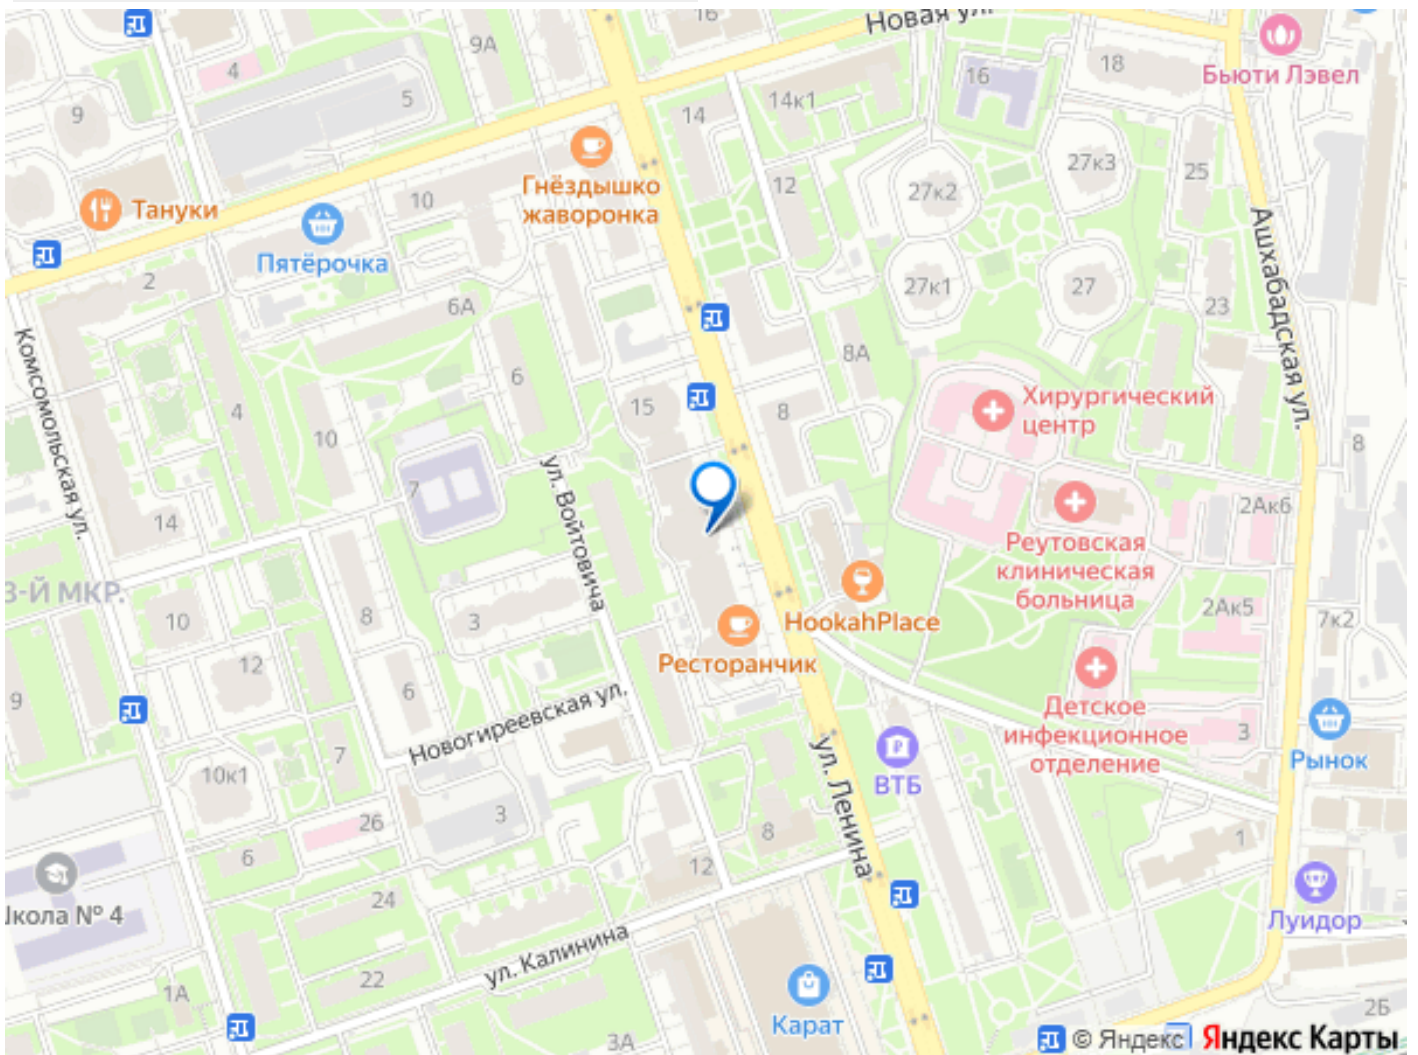 16
Новая ул.
9А
4
5
9
14
14к1
16
18
Бьюти Лэвел
27к3
27к2
25
12
Гнёздышко
жаворонка
10
Тануки
Пятёрочка
2
6А
27к1
27
23
Ашхабадская ул.
Комсомольская ул.
8А
6
15
8
4
10
Хирургический
центр
8
7
ул. Войтовича
14
2Ак6
Реутовская
клиническая
больница
3-Й МКР.
HookahPlace
2Ак5
7к2
10
8
3
12
6
Ресторанчик
9
Новогиреевская ул.
Детское
инфекционное
отделение
3
Рынок
7
10к1
ВТБ
ул. Ленина
26
3
8
6
12
1
24
Школа № 4
Луидор
ул. Калинина
22
1А
Карат
3А
2Б
© Яндекс Яндекс Карты